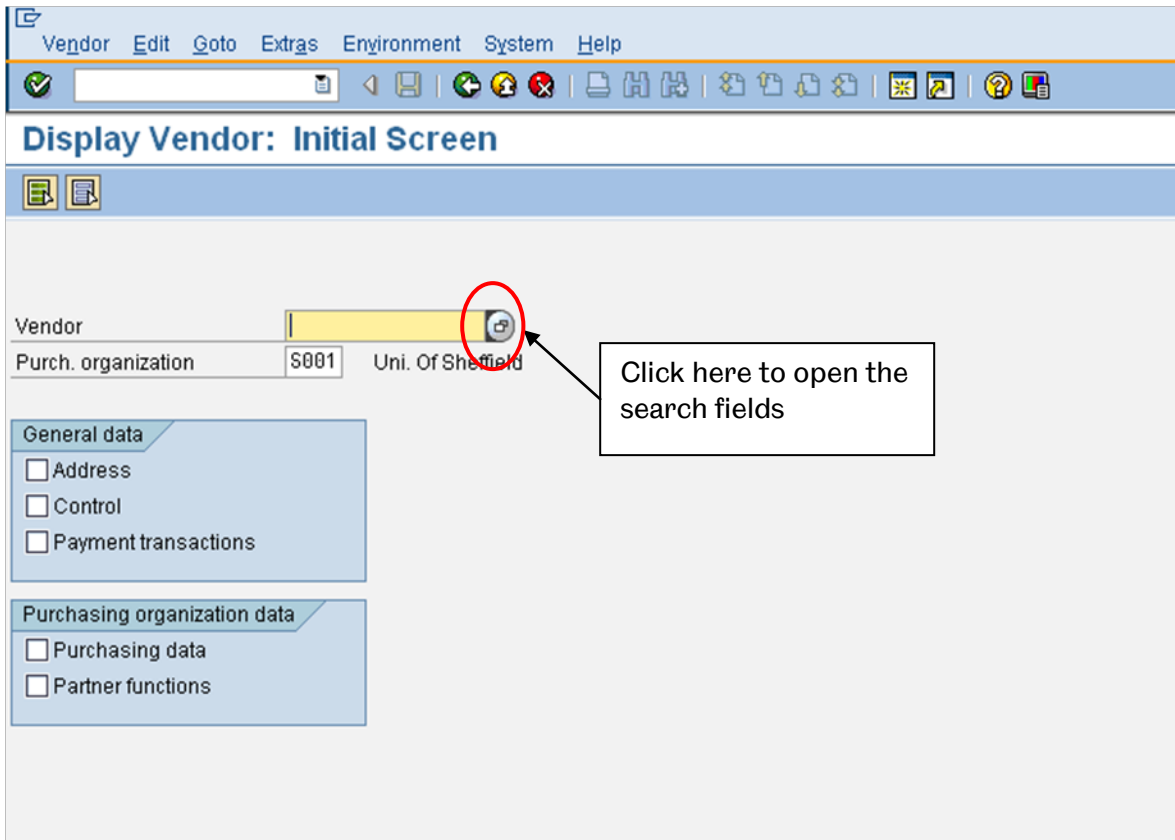 Vendor Edit Goto Extras Environment System Help
Display Vendor: Initial Screen
Vendor
Purch. organization S001 Uni. Of Sheffield
Click here to open the
search fields
General data
Address
Control
Payment transactions
Purchasing organization data
Purchasing data
Partner functions